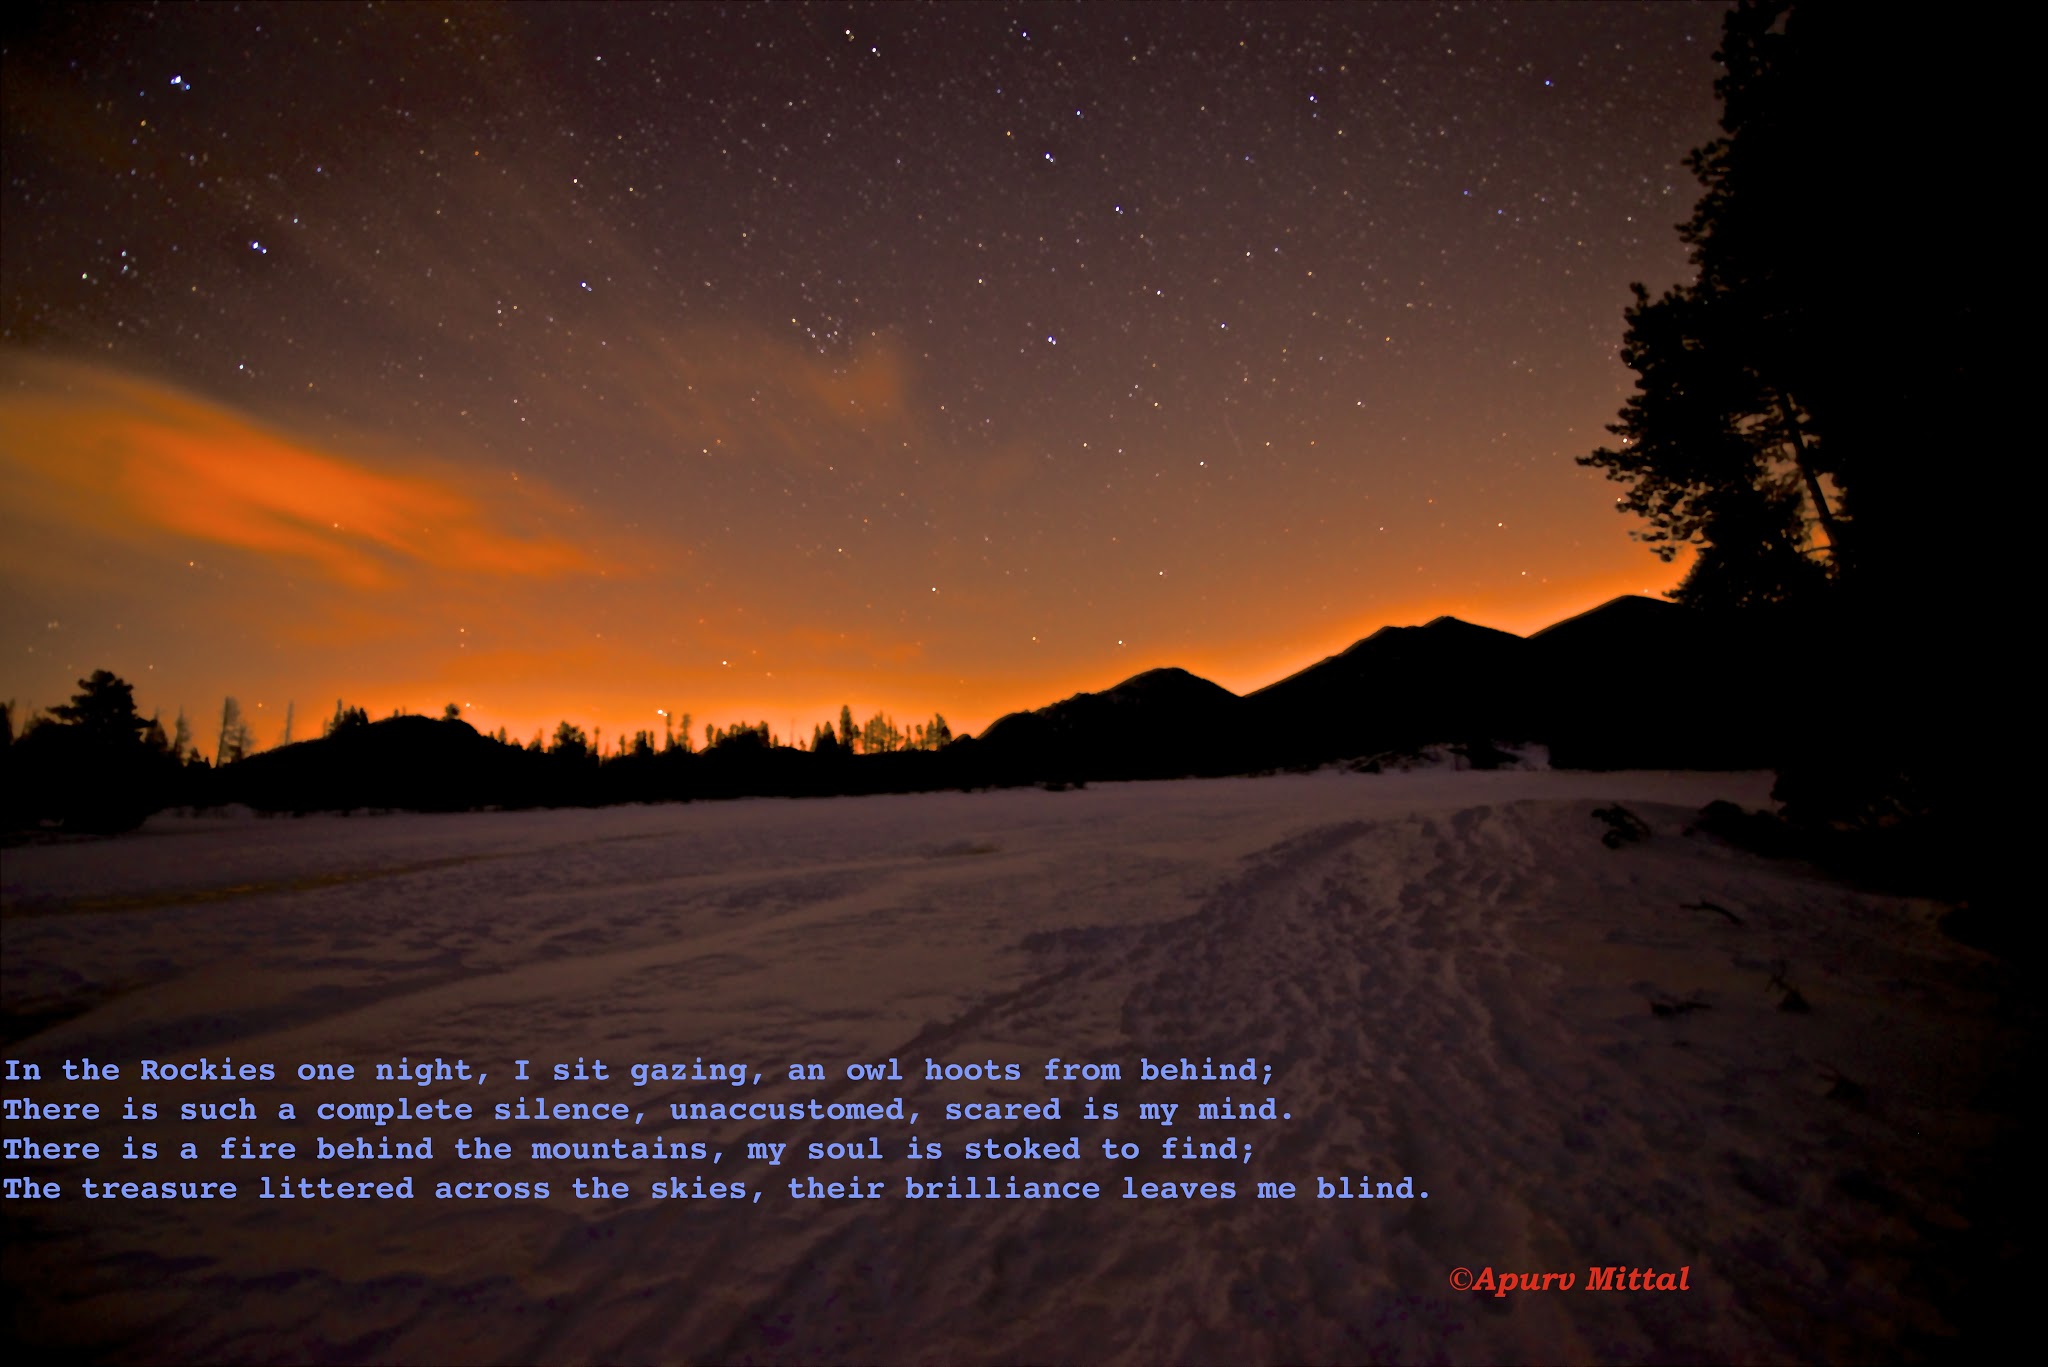 In the Rockies one night, I sit gazing, an owl hoots from behind;
There is such a complete silence, unaccustomed, scared is my mind.
There is a fire behind the mountains, my soul is stoked to find;
The treasure littered across the skies, their brilliance leaves me blind.
©Apurv Mittal